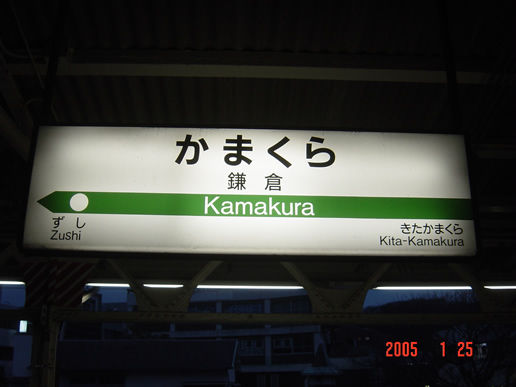 かまくら
鎌倉
Kamakura
ずし
Zushi
きたかまくら
Kita-Kamakura
2005 1 25